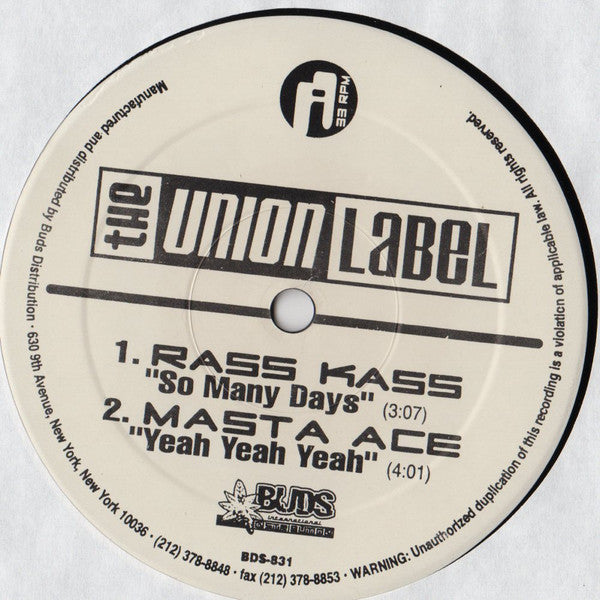 A
33 RPM
the UNION LABEL
1. RASS KASS
"So Many Days" (3:07)
2. MASTA ACE
"Yeah Yeah Yeah" (4:01)
BUDS
international
BDS-831
Manufactured and distributed by Buds Distribution · 630 9th Avenue, New York, New York 10036 · (212) 378-8848 · fax (212) 378-8853 · WARNING: Unauthorized duplication of this recording is a violation of applicable law. All rights reserved.